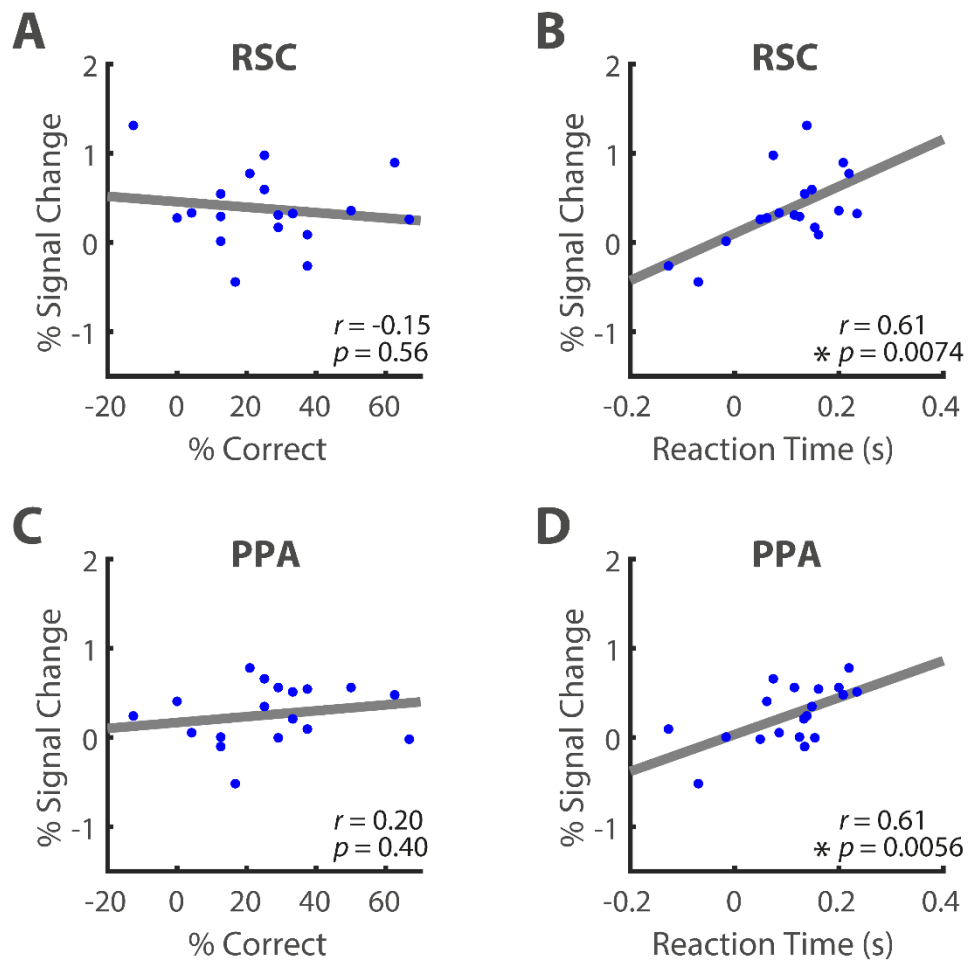 A
RSC
2
1
0
-1
% Signal Change
r = -0.15
p = 0.56
-20 0 20 40 60
% Correct
B
RSC
2
1
0
-1
% Signal Change
r = 0.61
* p = 0.0074
-0.2 0 0.2 0.4
Reaction Time (s)
C
PPA
2
1
0
-1
% Signal Change
r = 0.20
p = 0.40
-20 0 20 40 60
% Correct
D
PPA
2
1
0
-1
% Signal Change
r = 0.61
* p = 0.0056
-0.2 0 0.2 0.4
Reaction Time (s)